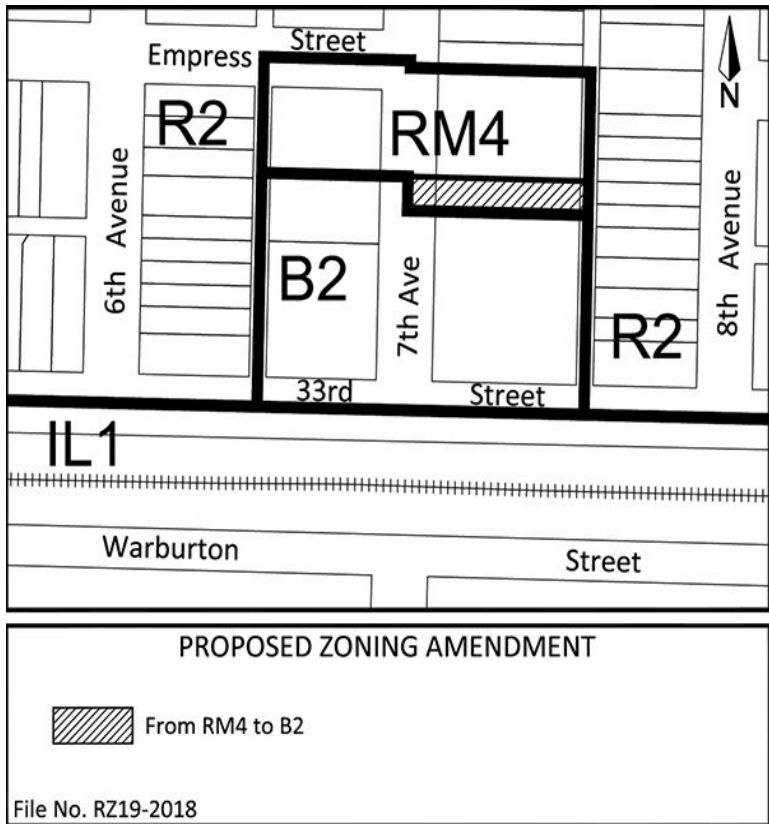 Street
Empress
N
R2
RM4
6th Avenue
B2
7th Ave
8th Avenue
R2
33rd Street
IL1
Warburton Street
PROPOSED ZONING AMENDMENT
From RM4 to B2
File No. RZ19-2018